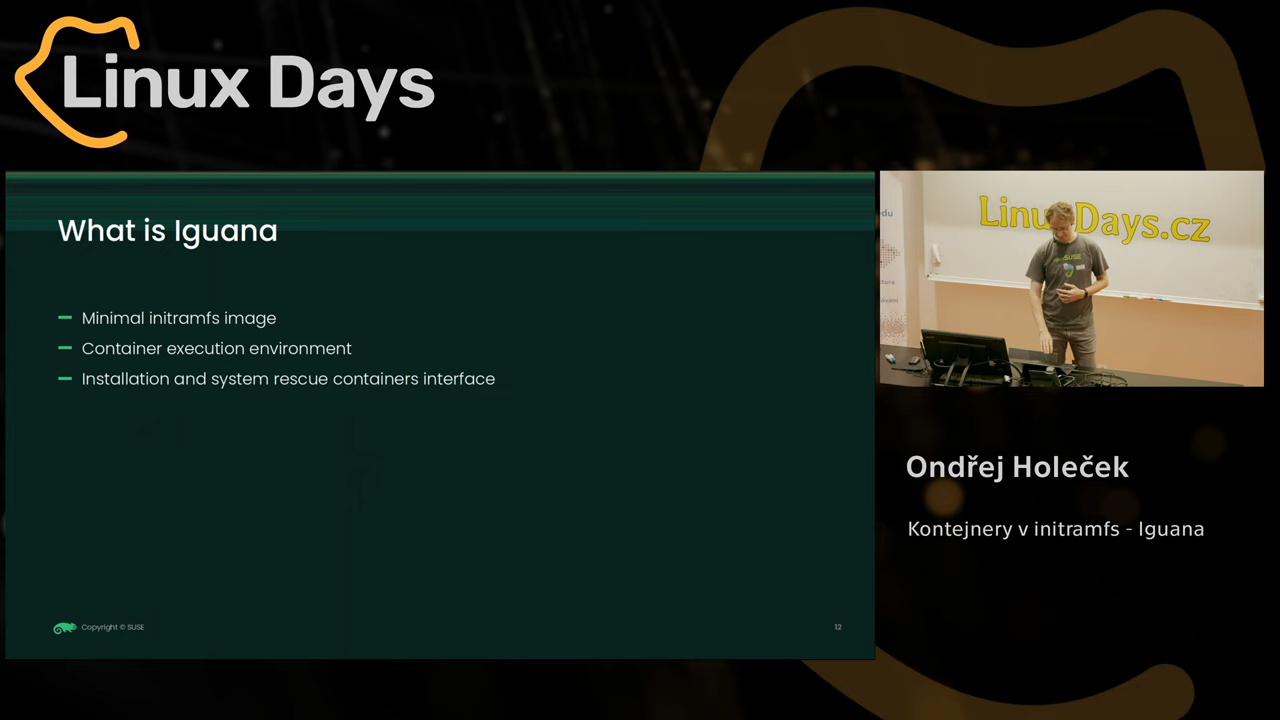 Linux Days
What is Iguana
Minimal initramfs image
Container execution environment
Installation and system rescue containers interface
Copyright © SUSE
12
LinuxDays.cz
Ondřej Holeček
Kontejnery v initramfs - Iguana